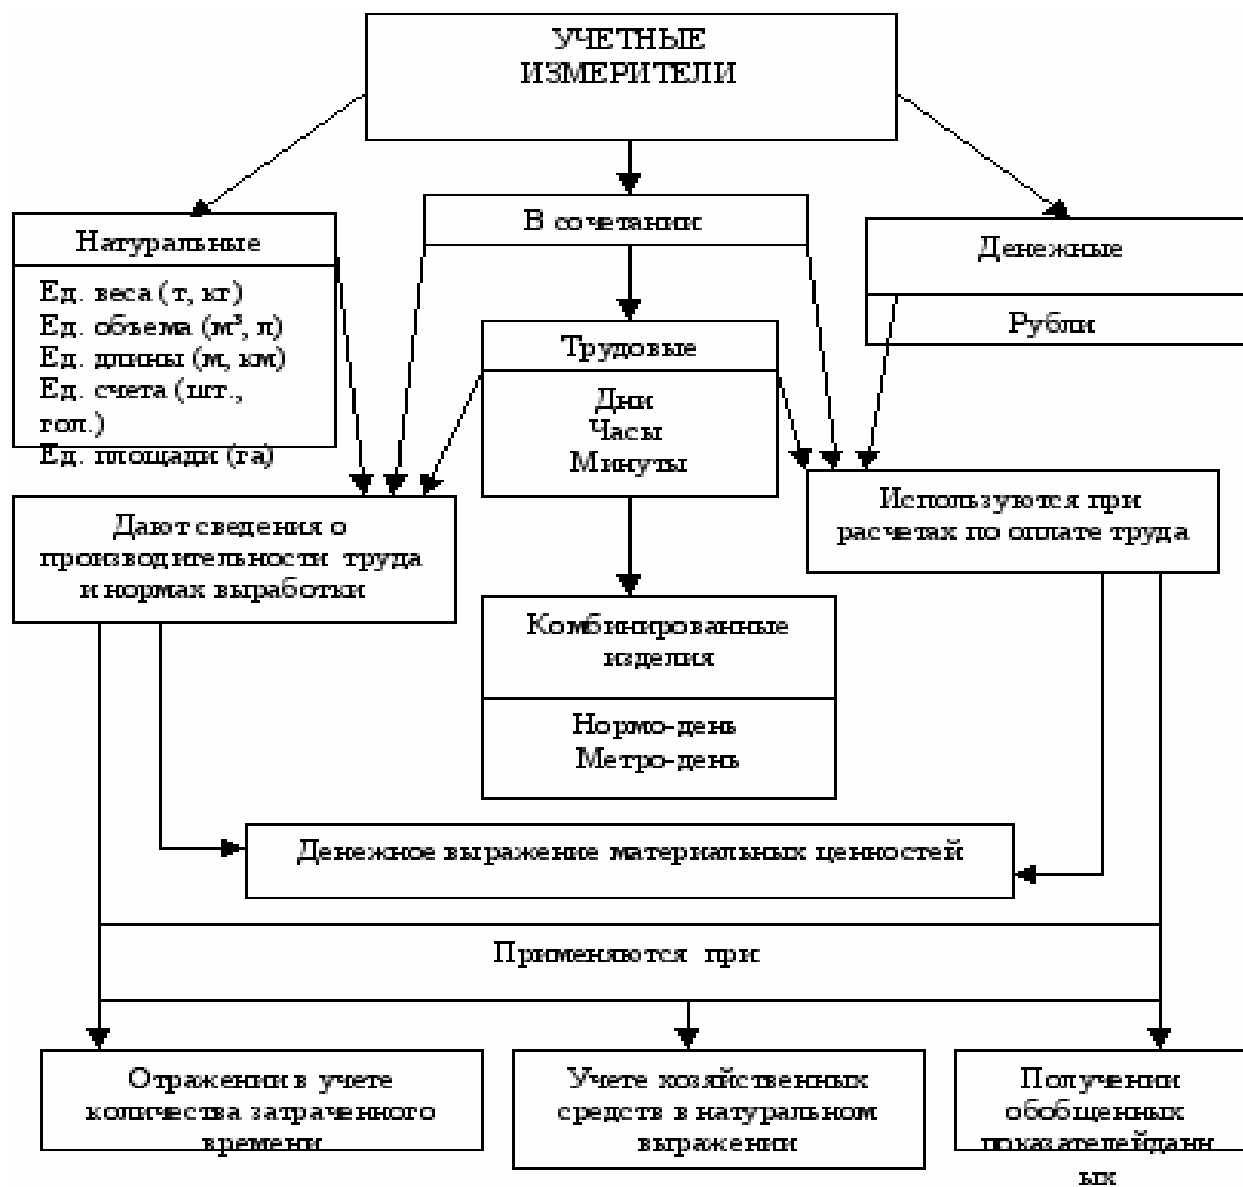 УЧЕТНЫЕ
ИЗМЕРИТЕЛИ
В сочетании
Натуральные
Ед. веса (т, кг)
Ед. объема (м³, л)
Ед. длины (м, км)
Ед. счета (шт.,
гол.)
Ед. площади (га)
Денежные
Рубли
Трудовые
Дни
Часы
Минуты
Дают сведения о
производительности труда
и нормах выработки
Используются при
расчетах по оплате труда
Комбинированные
изделия
Нормо-день
Метро-день
Денежное выражение материальных ценностей
Применяются при
Отражении в учете
количества затраченного
времени
Учете хозяйственных
средств в натуральном
выражении
Получении
обобщенных
показателейданн
ых